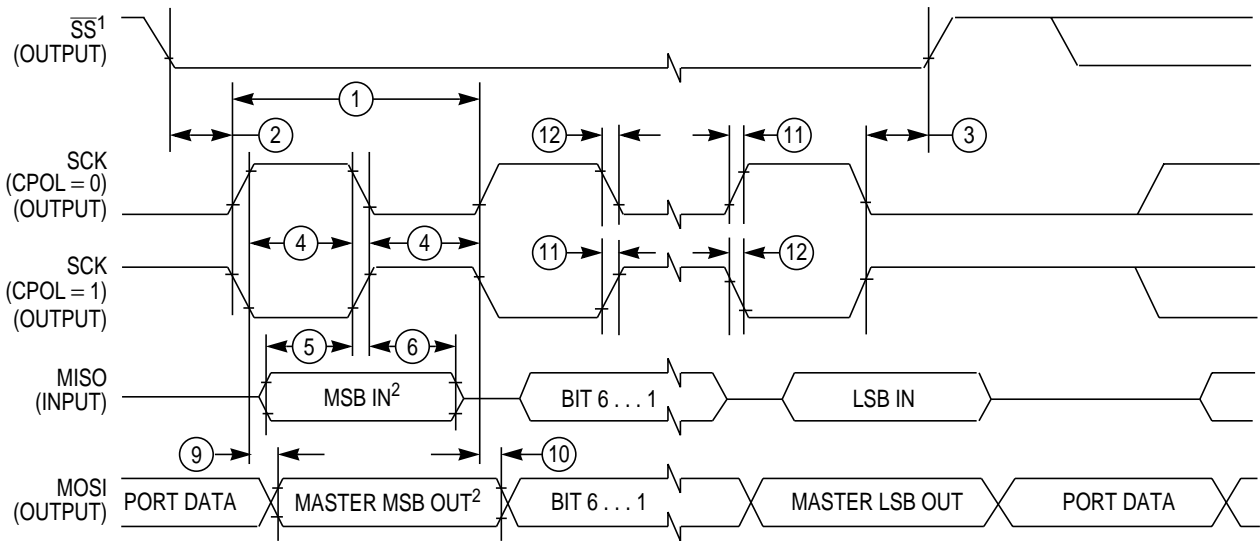 SS¹
(OUTPUT)
1
2
12
11
3
SCK
(CPOL = 0)
(OUTPUT)
4
4
11
12
SCK
(CPOL = 1)
(OUTPUT)
5
6
MISO
(INPUT)
MSB IN²
BIT 6 . . . 1
LSB IN
9
10
MOSI
(OUTPUT)
PORT DATA
MASTER MSB OUT²
BIT 6 . . . 1
MASTER LSB OUT
PORT DATA